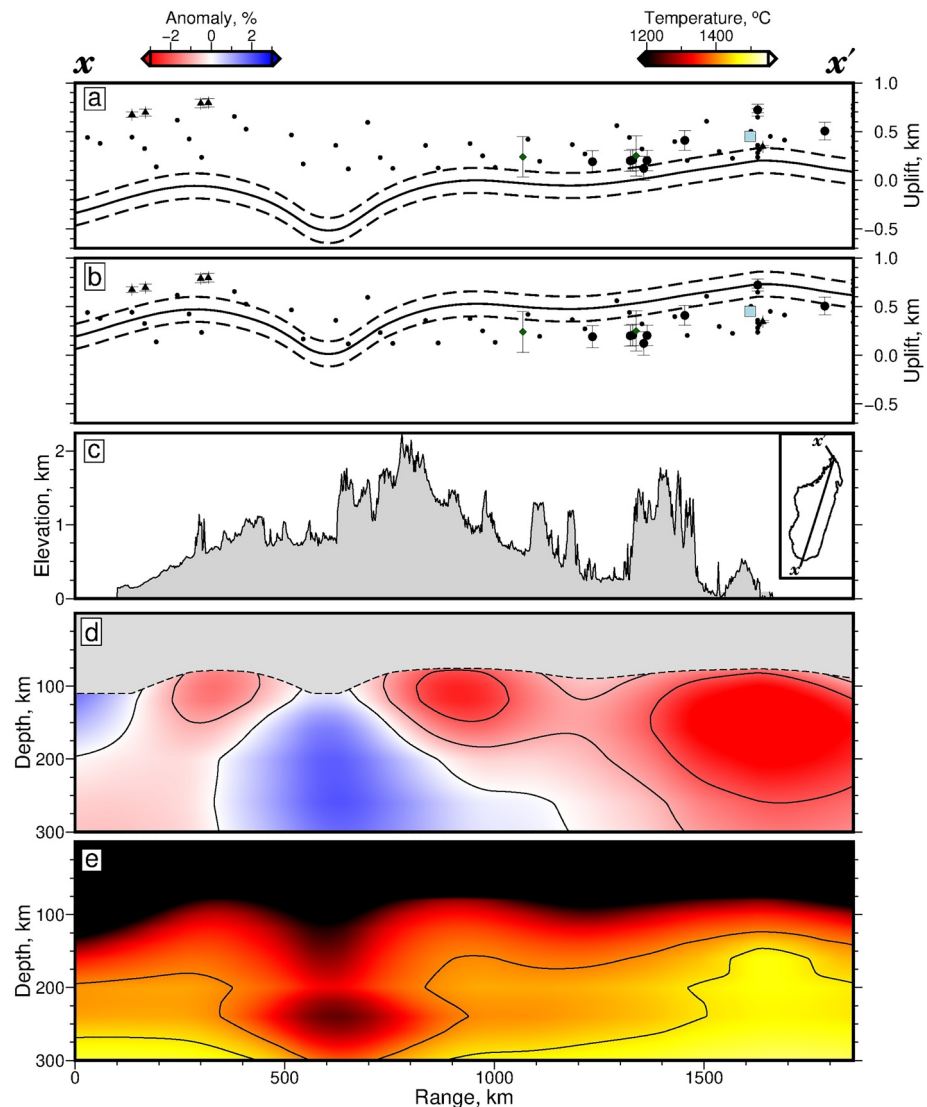 Anomaly, % Temperature, ºC
−2 0 2 1200 1400
x x′
a
1.0
0.5
0.0
−0.5
Uplift, km
b
1.0
0.5
0.0
−0.5
Uplift, km
c
2
1
0
Elevation, km
x′
x
d
100
200
300
Depth, km
e
100
200
300
Depth, km
0 500 1000 1500
Range, km